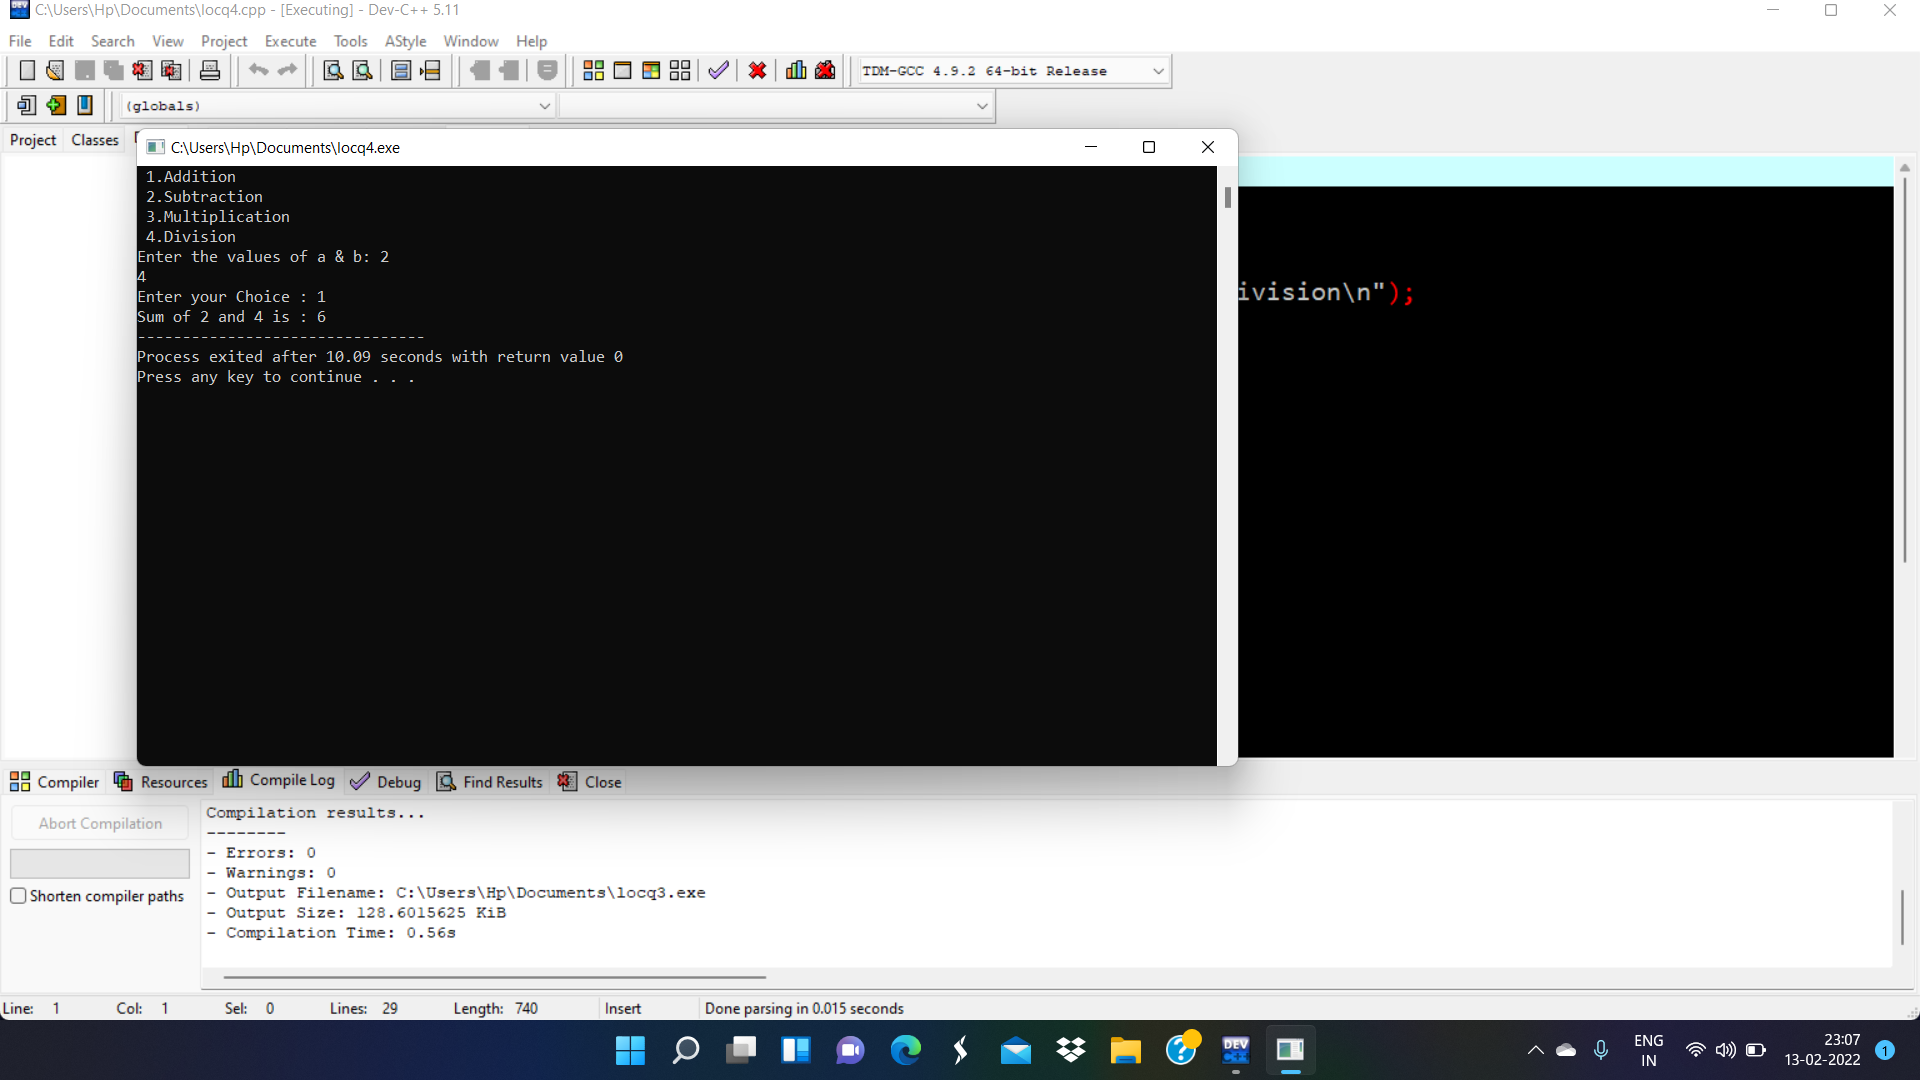 C:\Users\Hp\Documents\locq4.cpp - [Executing] - Dev-C++ 5.11
File Edit Search View Project Execute Tools AStyle Window Help
TDM-GCC 4.9.2 64-bit Release
(globals)
Project Classes
C:\Users\Hp\Documents\locq4.exe
1.Addition
2.Subtraction
3.Multiplication
4.Division
Enter the values of a & b: 2
4
Enter your Choice : 1
Sum of 2 and 4 is : 6
--------------------------------
Process exited after 10.09 seconds with return value 0
Press any key to continue . . .
ivision\n");
Compiler Resources Compile Log Debug Find Results Close
Abort Compilation
Shorten compiler paths
Compilation results...
--------
- Errors: 0
- Warnings: 0
- Output Filename: C:\Users\Hp\Documents\locq3.exe
- Output Size: 128.6015625 KiB
- Compilation Time: 0.56s
Line: 1 Col: 1 Sel: 0 Lines: 29 Length: 740 Insert Done parsing in 0.015 seconds
DEV C++
ENG
IN
23:07
13-02-2022
1